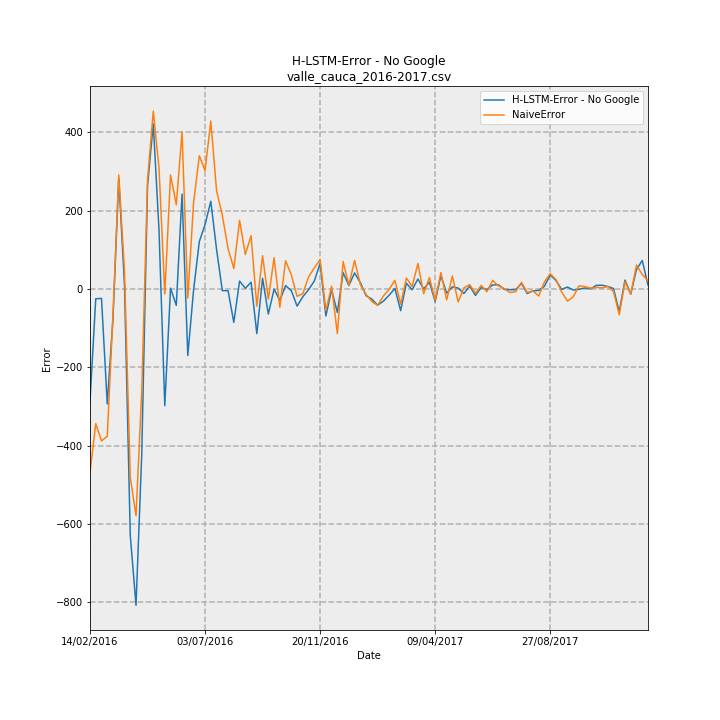 H-LSTM-Error - No Google
valle_cauca_2016-2017.csv
H-LSTM-Error - No Google
NaiveError
400
200
0
−200
−400
−600
−800
Error
14/02/2016
03/07/2016
20/11/2016
09/04/2017
27/08/2017
Date